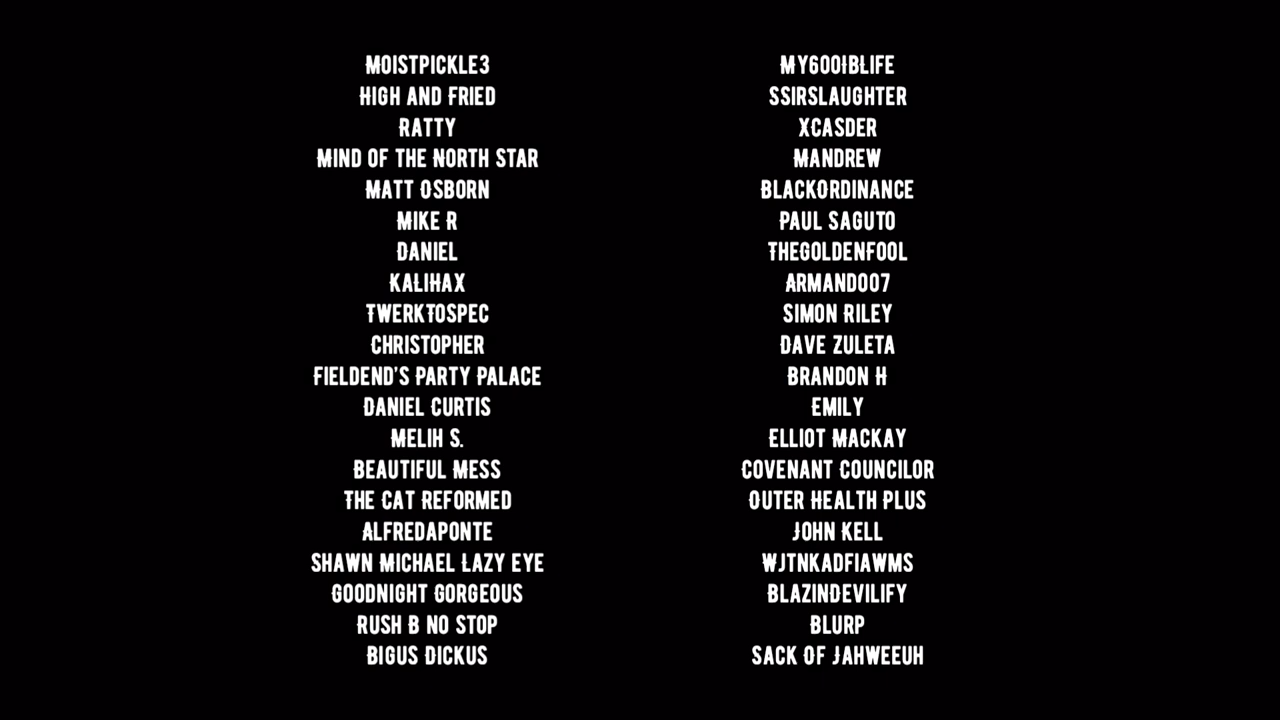 MOISTPICKLE3
HIGH AND FRIED
RATTY
MIND OF THE NORTH STAR
MATT OSBORN
MIKE R
DANIEL
KALIHAX
TWERKTOSPEC
CHRISTOPHER
FIELDEND'S PARTY PALACE
DANIEL CURTIS
MELIH S.
BEAUTIFUL MESS
THE CAT REFORMED
ALFREDAPONTE
SHAWN MICHAEL LAZY EYE
GOODNIGHT GORGEOUS
RUSH B NO STOP
BIGUS DICKUS
MY600LBLIFE
SSIRSLAUGHTER
XCASDER
MANDREW
BLACKORDINANCE
PAUL SAGUTO
THEGOLDENFOOL
ARMANDO07
SIMON RILEY
DAVE ZULETA
BRANDON H
EMILY
ELLIOT MACKAY
COVENANT COUNCILOR
OUTER HEALTH PLUS
JOHN KELL
WJTNKADFIAWMS
BLAZINDEVILIFY
BLURP
SACK OF JAHWEEUH